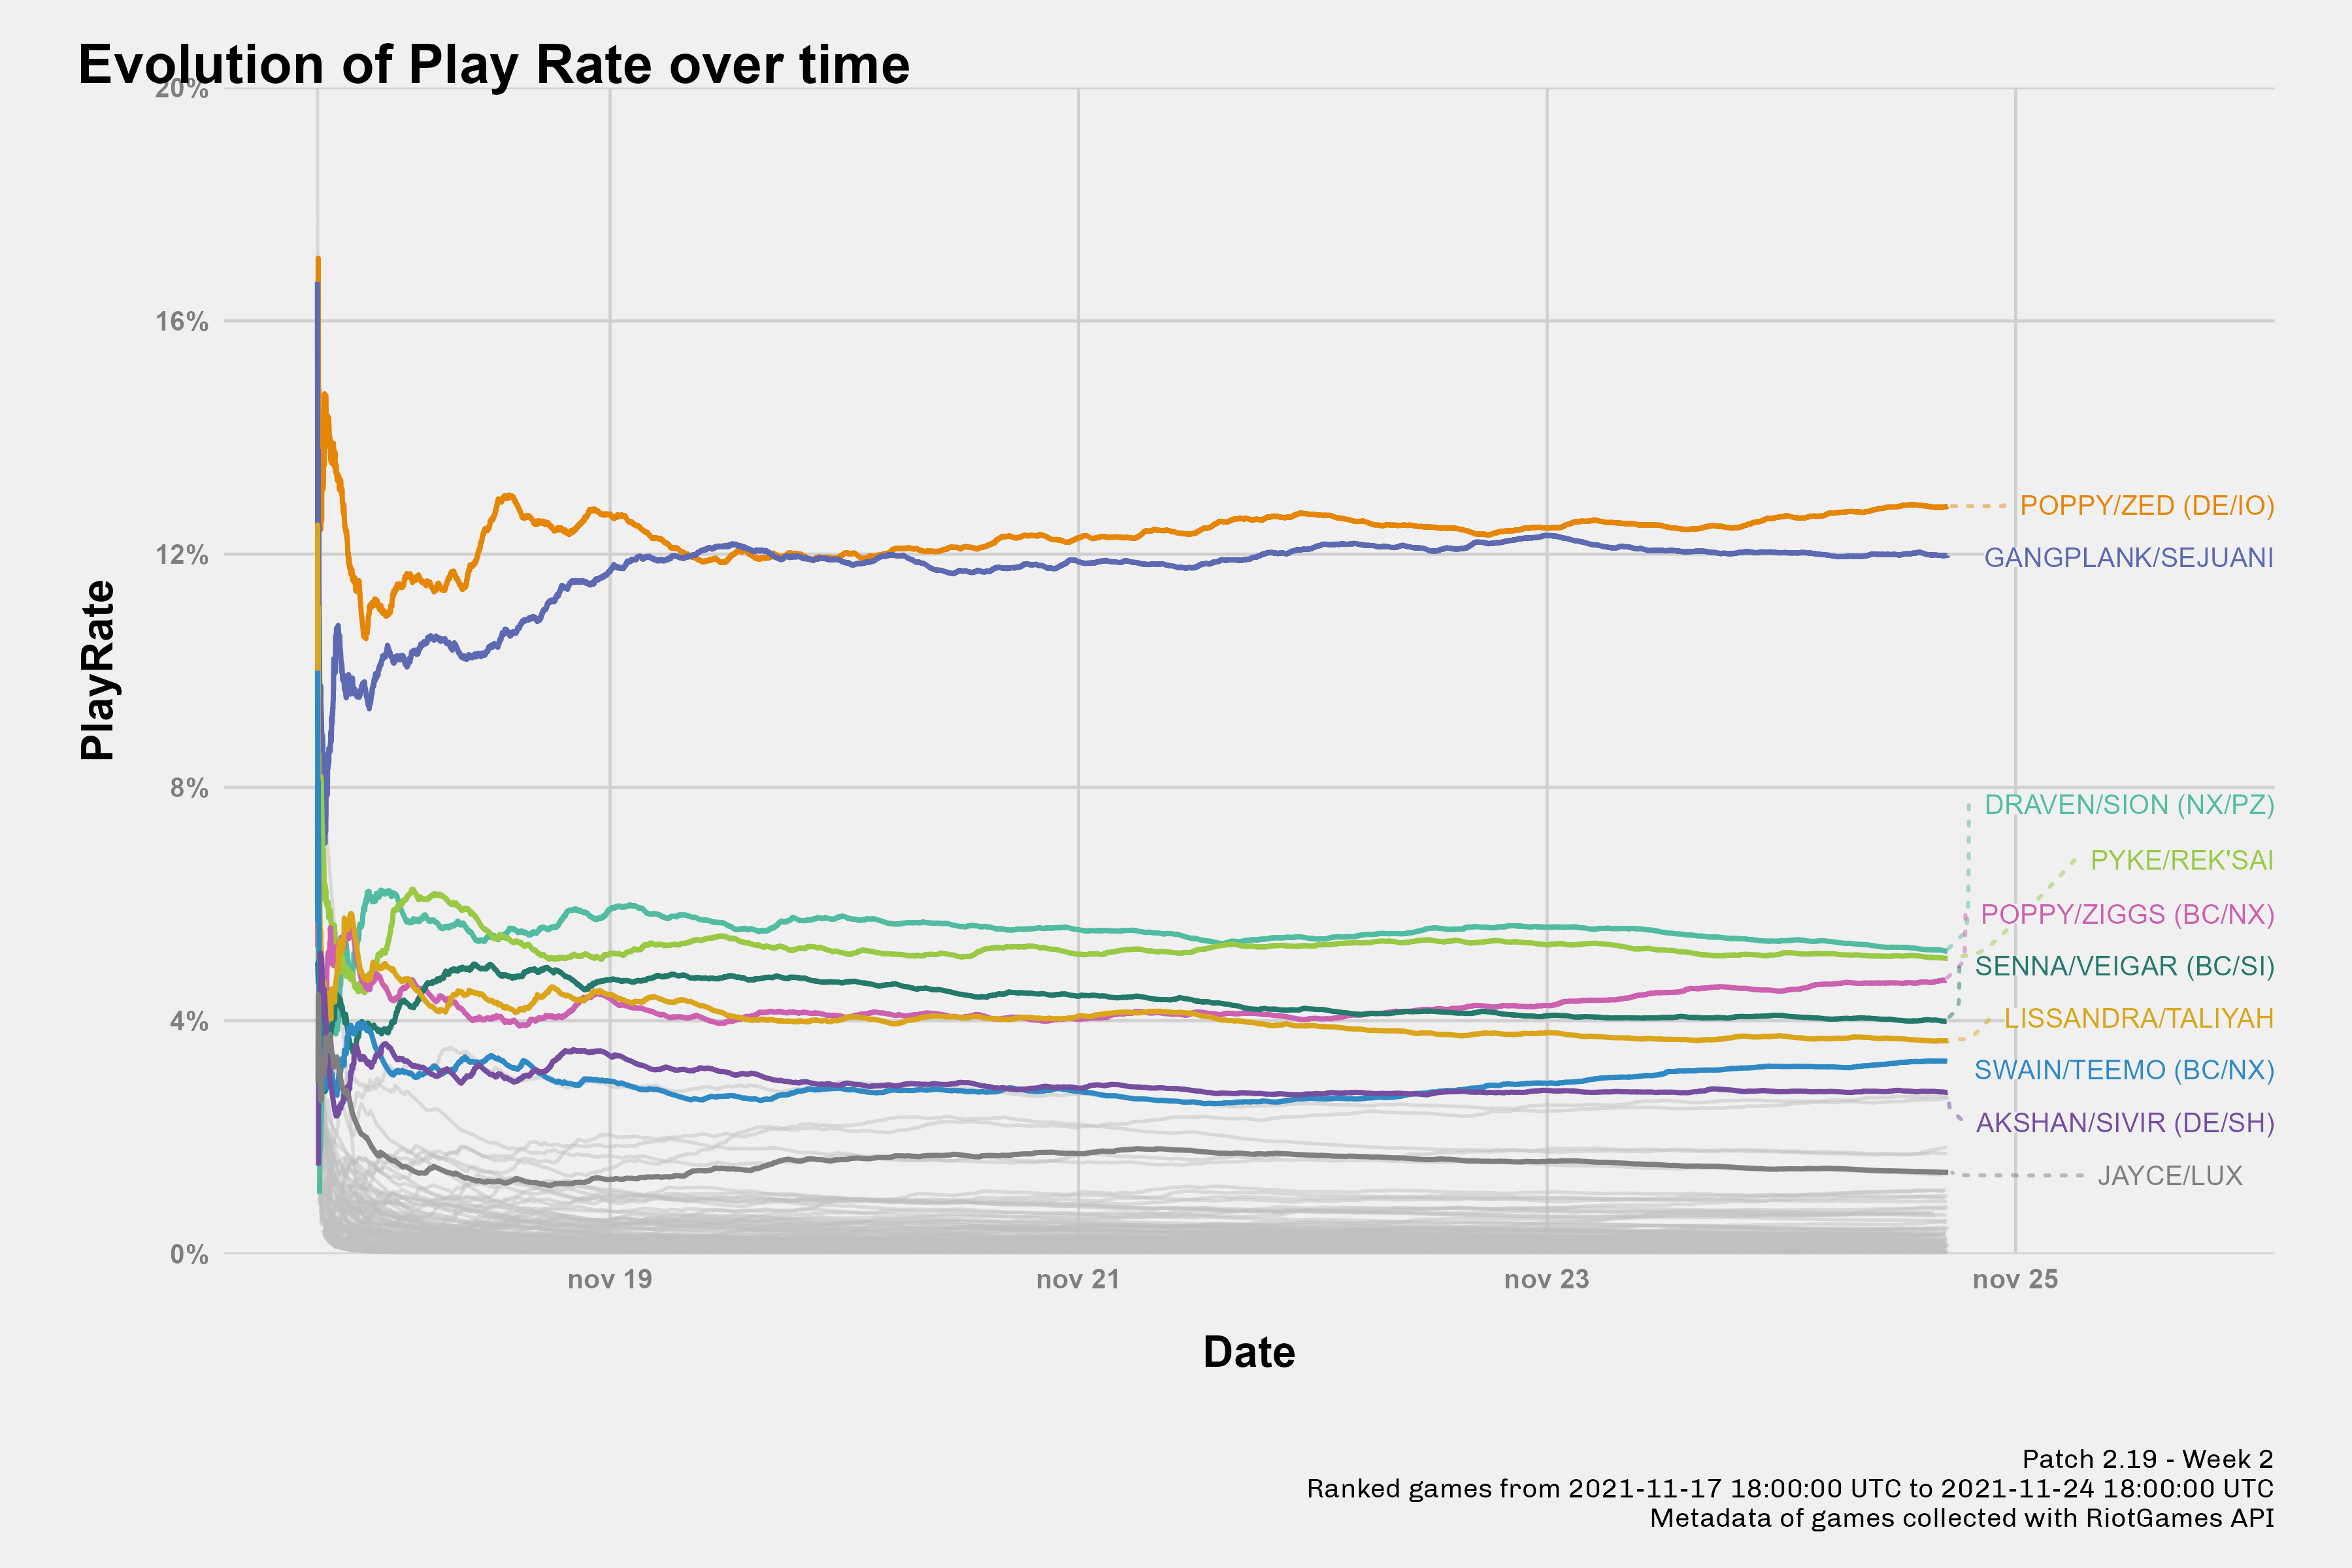 Evolution of Play Rate over time
20%
16%
12%
8%
4%
0%
PlayRate
POPPY/ZED (DE/IO)
GANGPLANK/SEJUANI
DRAVEN/SION (NX/PZ)
PYKE/REK'SAI
POPPY/ZIGGS (BC/NX)
SENNA/VEIGAR (BC/SI)
LISSANDRA/TALIYAH
SWAIN/TEEMO (BC/NX)
AKSHAN/SIVIR (DE/SH)
JAYCE/LUX
nov 19 nov 21 nov 23 nov 25
Date
Patch 2.19 - Week 2
Ranked games from 2021-11-17 18:00:00 UTC to 2021-11-24 18:00:00 UTC
Metadata of games collected with RiotGames API